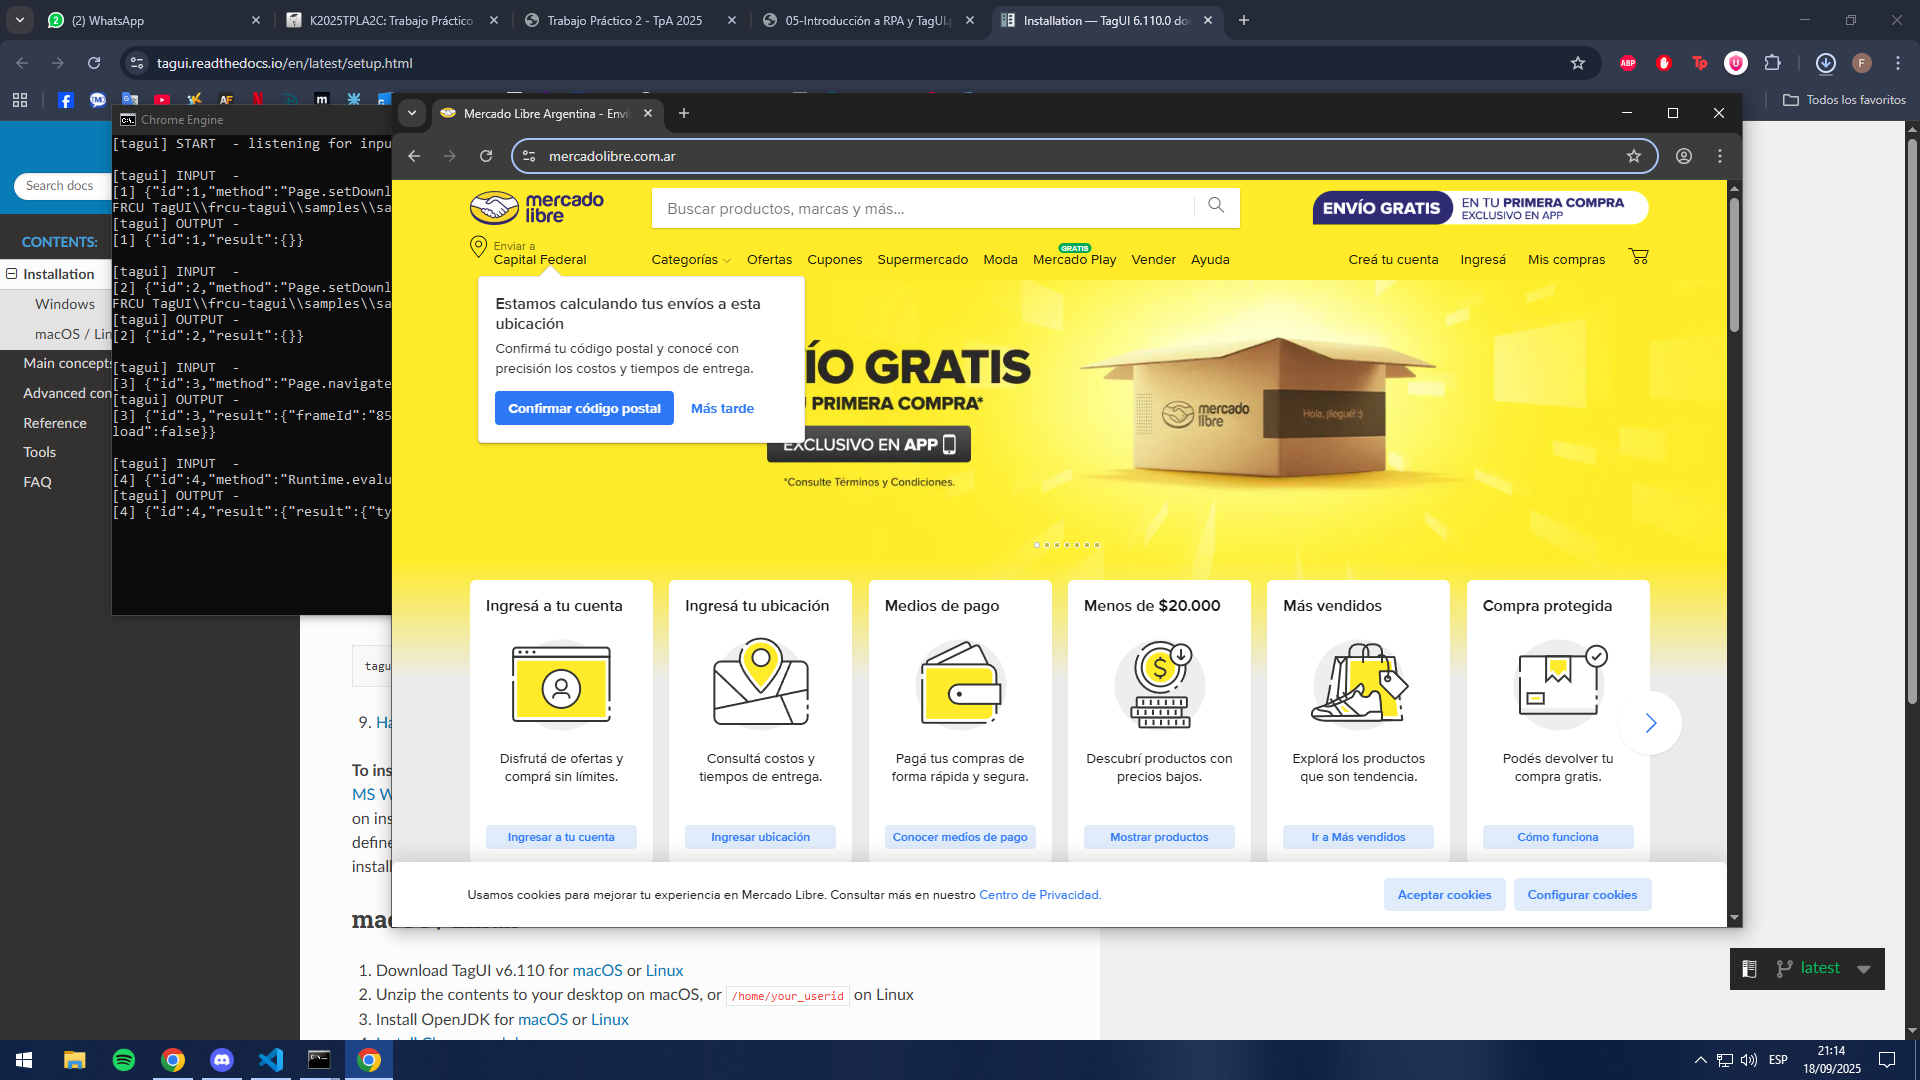 (2) WhatsApp
K2025TPLA2C: Trabajo Práctico
Trabajo Práctico 2 - TpA 2025
05-Introducción a RPA y TagUI.p
Installation — TagUI 6.110.0 do
tagui.readthedocs.io/en/latest/setup.html
Todos los favoritos
Search docs
CONTENTS:
Installation
Windows
macOS / Lin
Main concepts
Advanced con
Reference
Tools
FAQ
Chrome Engine
[tagui] START  - listening for inpu
[tagui] INPUT  -
[1] {"id":1,"method":"Page.setDownl
FRCU TagUI\\frcu-tagui\\samples\\sa
[tagui] OUTPUT -
[1] {"id":1,"result":{}}
[tagui] INPUT  -
[2] {"id":2,"method":"Page.setDownl
FRCU TagUI\\frcu-tagui\\samples\\sa
[tagui] OUTPUT -
[2] {"id":2,"result":{}}
[tagui] INPUT  -
[3] {"id":3,"method":"Page.navigate
[tagui] OUTPUT -
[3] {"id":3,"result":{"frameId":"85
load":false}}
[tagui] INPUT  -
[4] {"id":4,"method":"Runtime.evalu
[tagui] OUTPUT -
[4] {"id":4,"result":{"result":{"ty
Mercado Libre Argentina - Enví
mercadolibre.com.ar
mercado
libre
Buscar productos, marcas y más...
ENVÍO GRATIS
EN TU PRIMERA COMPRA
EXCLUSIVO EN APP
Enviar a
Capital Federal
Categorías
Ofertas
Cupones
Supermercado
Moda
GRATIS
Mercado Play
Vender
Ayuda
Creá tu cuenta
Ingresá
Mis compras
Estamos calculando tus envíos a esta
ubicación
Confirmá tu código postal y conocé con
precisión los costos y tiempos de entrega.
Confirmar código postal
Más tarde
ÍO GRATIS
PRIMERA COMPRA*
EXCLUSIVO EN APP
*Consulte Términos y Condiciones.
mercado
libre
Hola, ¡llegué! :)
Ingresá a tu cuenta
Disfrutá de ofertas y
comprá sin límites.
Ingresar a tu cuenta
Ingresá tu ubicación
Consultá costos y
tiempos de entrega.
Ingresar ubicación
Medios de pago
Pagá tus compras de
forma rápida y segura.
Conocer medios de pago
Menos de $20.000
Descubrí productos con
precios bajos.
Mostrar productos
Más vendidos
Explorá los productos
que son tendencia.
Ir a Más vendidos
Compra protegida
Podés devolver tu
compra gratis.
Cómo funciona
Usamos cookies para mejorar tu experiencia en Mercado Libre. Consultar más en nuestro Centro de Privacidad.
Aceptar cookies
Configurar cookies
tagu
9. Ha
To ins
MS W
on ins
define
install
1. Download TagUI v6.110 for macOS or Linux
2. Unzip the contents to your desktop on macOS, or /home/your_userid on Linux
3. Install OpenJDK for macOS or Linux
latest
ESP
21:14
18/09/2025